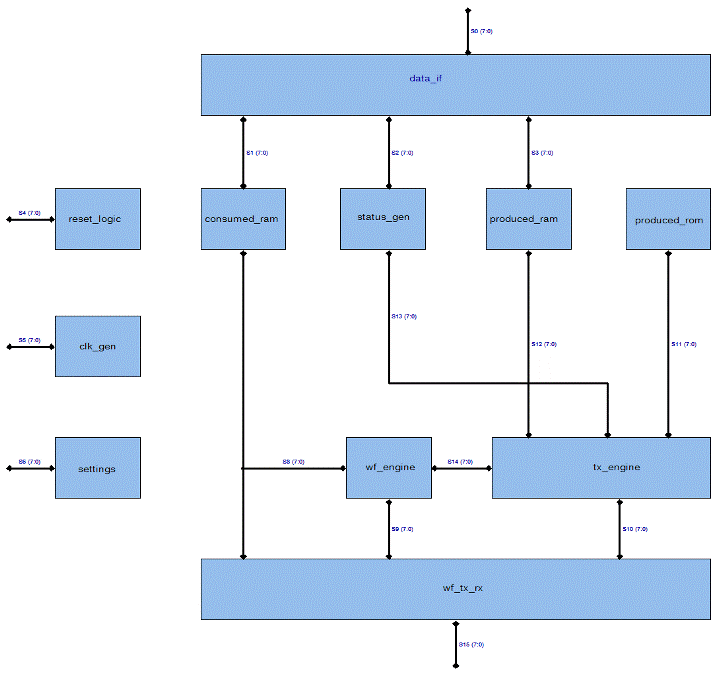 S0 (7:0)
data_if
S1 (7:0)
S2 (7:0)
S3 (7:0)
S4 (7:0)
reset_logic
consumed_ram
status_gen
produced_ram
produced_rom
S13 (7:0)
S5 (7:0)
clk_gen
S12 (7:0)
S11 (7:0)
S6 (7:0)
settings
S8 (7:0)
wf_engine
S14 (7:0)
tx_engine
S9 (7:0)
S10 (7:0)
wf_tx_rx
S15 (7:0)